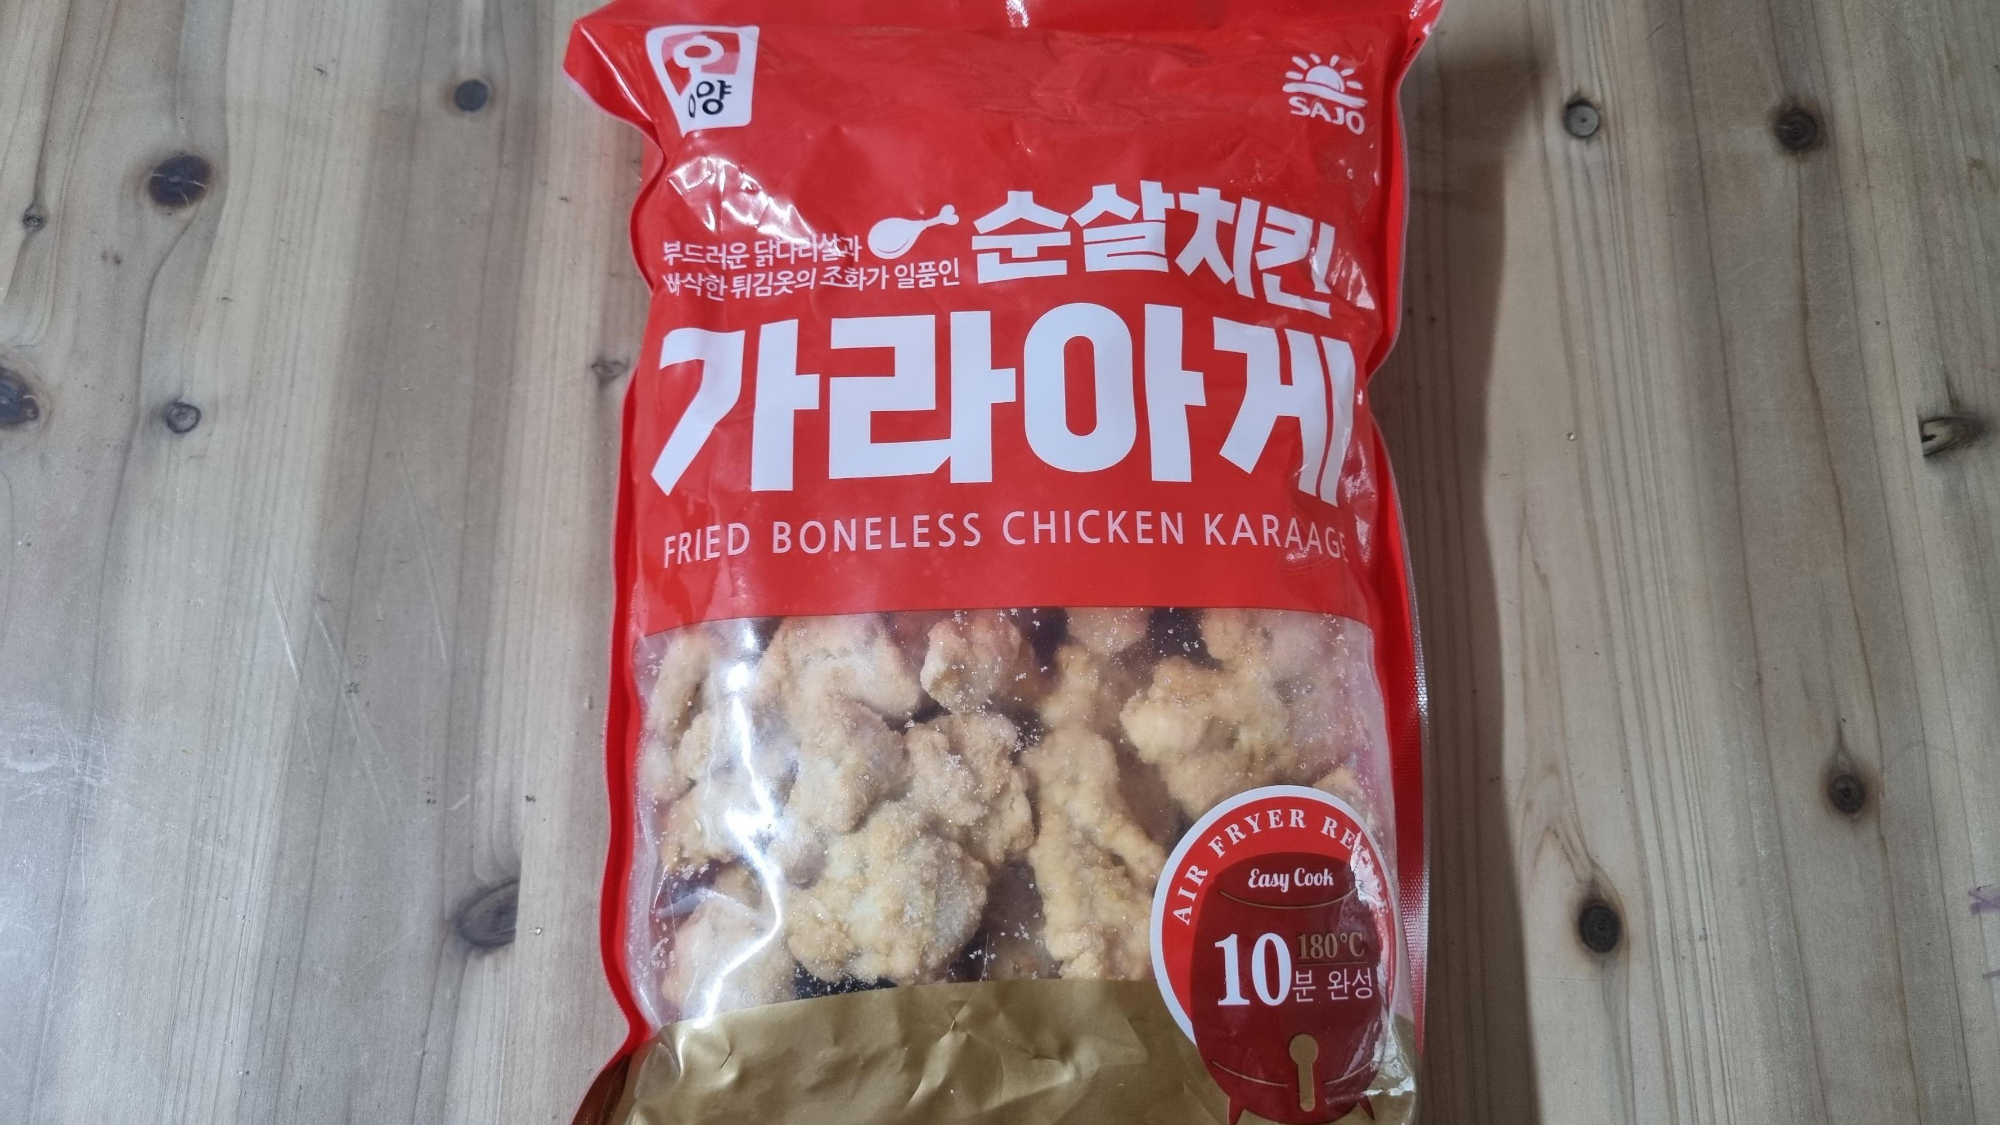 오양
SAJO
부드러운 닭다리살과
바삭한 튀김옷의 조화가 일품인
순살치킨
가라아게
FRIED BONELESS CHICKEN KARAAGE
AIR FRYER
Easy Cook
10분 완성
180°C